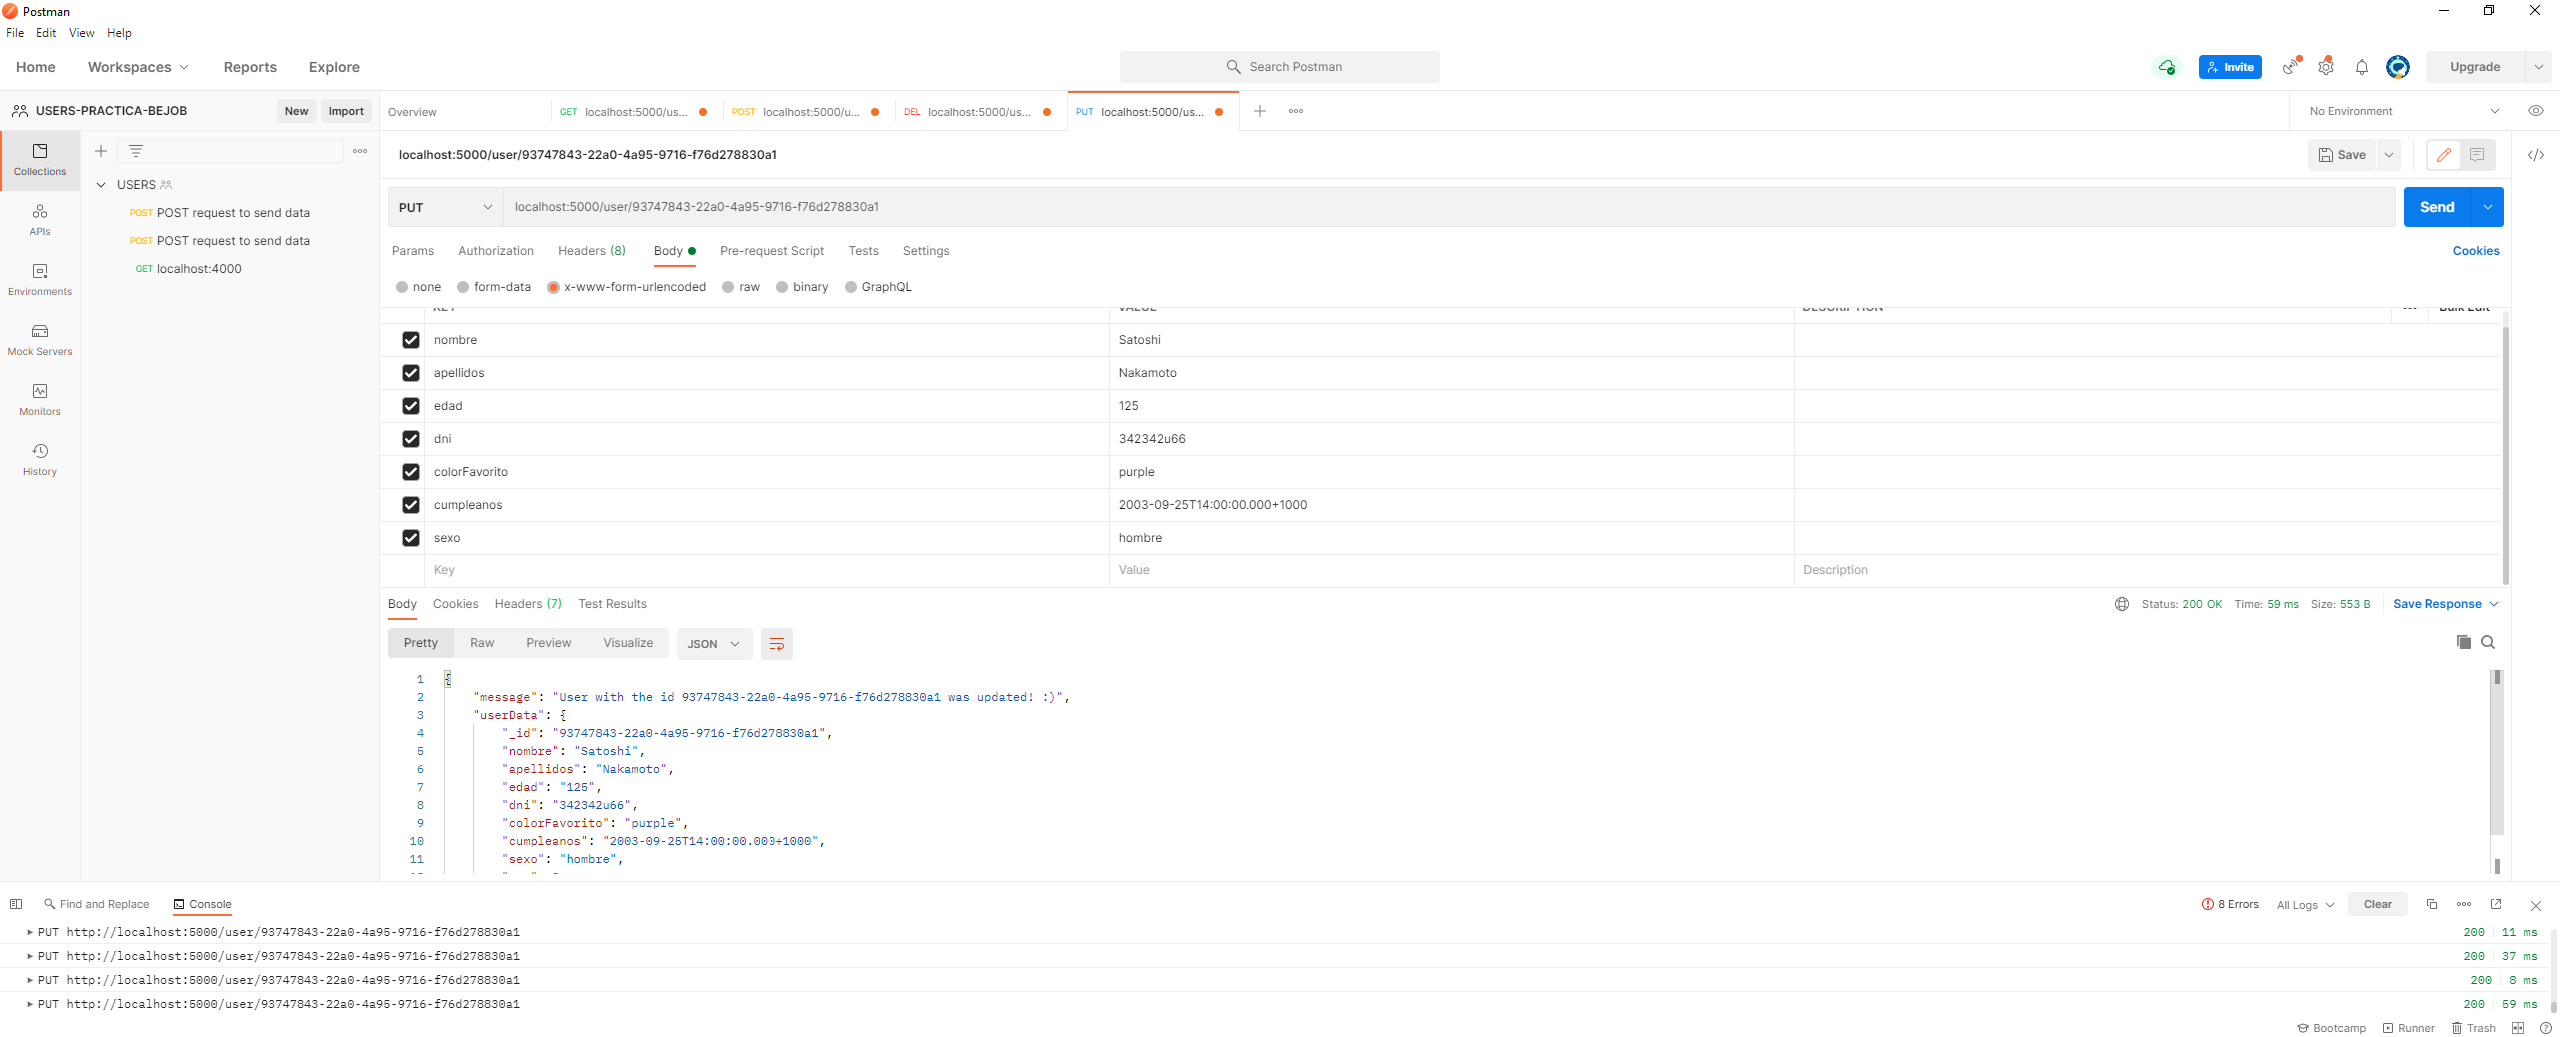 Postman
File Edit View Help
Home Workspaces Reports Explore
Search Postman
Invite
Upgrade
USERS-PRACTICA-BEJOB
New Import
Overview
GET localhost:5000/us...
POST localhost:5000/u...
DEL localhost:5000/us...
PUT localhost:5000/us...
No Environment
Collections
APIs
Environments
Mock Servers
Monitors
History
USERS
POST POST request to send data
POST POST request to send data
GET localhost:4000
localhost:5000/user/93747843-22a0-4a95-9716-f76d278830a1
Save
PUT localhost:5000/user/93747843-22a0-4a95-9716-f76d278830a1
Send
Params Authorization Headers (8) Body Pre-request Script Tests Settings
Cookies
none form-data x-www-form-urlencoded raw binary GraphQL
KEY VALUE DESCRIPTION Bulk Edit
nombre Satoshi
apellidos Nakamoto
edad 125
dni 342342u66
colorFavorito purple
cumpleanos 2003-09-25T14:00:00.000+1000
sexo hombre
Key Value Description
Body Cookies Headers (7) Test Results
Status: 200 OK Time: 59 ms Size: 553 B Save Response
Pretty Raw Preview Visualize JSON
1 {
2 "message": "User with the id 93747843-22a0-4a95-9716-f76d278830a1 was updated! :)",
3 "userData": {
4 "_id": "93747843-22a0-4a95-9716-f76d278830a1",
5 "nombre": "Satoshi",
6 "apellidos": "Nakamoto",
7 "edad": "125",
8 "dni": "342342u66",
9 "colorFavorito": "purple",
10 "cumpleanos": "2003-09-25T14:00:00.000+1000",
11 "sexo": "hombre",
Find and Replace Console
8 Errors All Logs Clear
PUT http://localhost:5000/user/93747843-22a0-4a95-9716-f76d278830a1 200 11 ms
PUT http://localhost:5000/user/93747843-22a0-4a95-9716-f76d278830a1 200 37 ms
PUT http://localhost:5000/user/93747843-22a0-4a95-9716-f76d278830a1 200 8 ms
PUT http://localhost:5000/user/93747843-22a0-4a95-9716-f76d278830a1 200 59 ms
Bootcamp Runner Trash